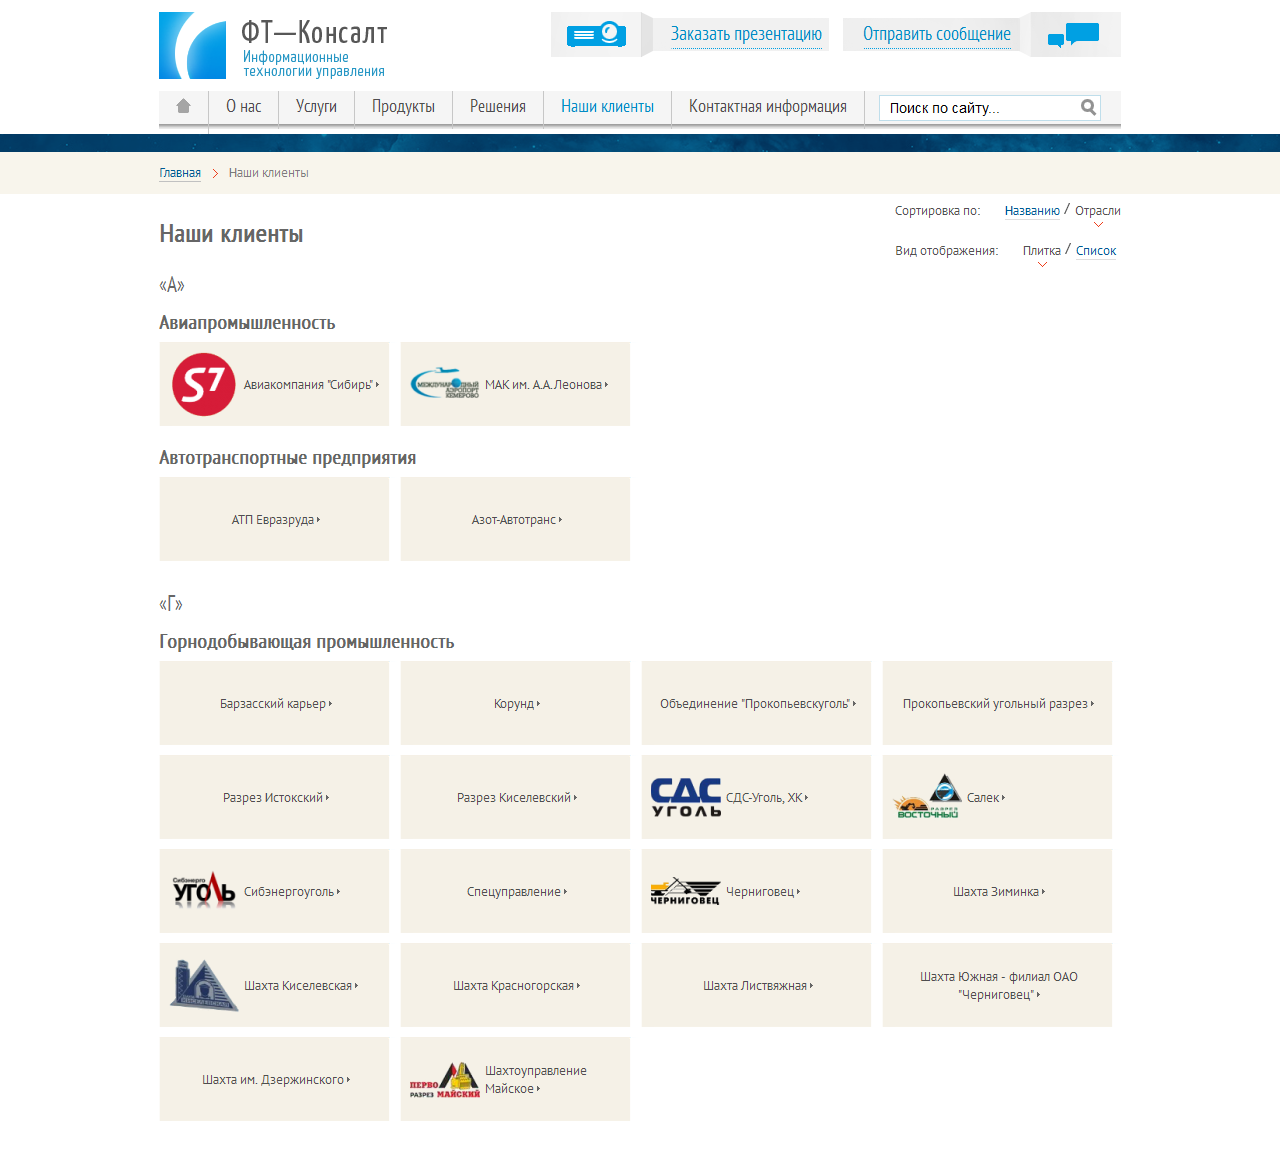 ФТ—Консалт
Информационные
технологии управления
Заказать презентацию
Отправить сообщение
О нас
Услуги
Продукты
Решения
Наши клиенты
Контактная информация
Поиск по сайту...
Главная
Наши клиенты
Сортировка по: Названию / Отрасли
Наши клиенты
Вид отображения: Плитка / Список
«А»
Авиапромышленность
S7
Авиакомпания "Сибирь"
МЕЖДУНАРОДНЫЙ
АЭРОПОРТ
КЕМЕРОВО
МАК им. А.А.Леонова
Автотранспортные предприятия
АТП Евразруда
Азот-Автотранс
«Г»
Горнодобывающая промышленность
Барзасский карьер
Корунд
Объединение "Прокопьевскуголь"
Прокопьевский угольный разрез
Разрез Истокский
Разрез Киселевский
СДС
УГОЛЬ
СДС-Уголь, ХК
РАЗРЕЗ
ВОСТОЧНЫЙ
Салек
Сибэнерго
УГОЛЬ
Сибэнергоуголь
Спецуправление
ЧЕРНИГОВЕЦ
Черниговец
Шахта Зиминка
Шахта Киселевская
Шахта Красногорская
Шахта Листвяжная
Шахта Южная - филиал ОАО
"Черниговец"
Шахта им. Дзержинского
ПЕРВО
РАЗРЕЗ МАЙСКИЙ
Шахтоуправление
Майское